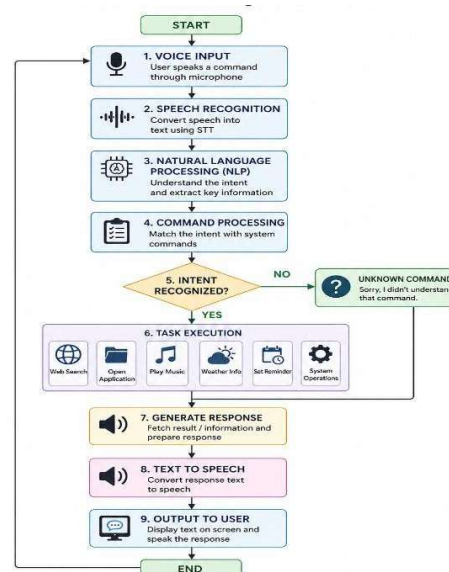 START
1. VOICE INPUT
User speaks a command
through microphone
2. SPEECH RECOGNITION
Convert speech into
text using STT
3. NATURAL LANGUAGE
PROCESSING (NLP)
Understand the intent
and extract key information
4. COMMAND PROCESSING
Match the intent with system
commands
5. INTENT
RECOGNIZED?
NO
UNKNOWN COMMAND
Sorry, I didn't understand
that command.
YES
6. TASK EXECUTION
Web Search
Open
Application
Play Music
Weather Info
Set Reminder
System
Operations
7. GENERATE RESPONSE
Fetch result / information and
prepare response
8. TEXT TO SPEECH
Convert response text
to speech
9. OUTPUT TO USER
Display text on screen and
speak the response
END